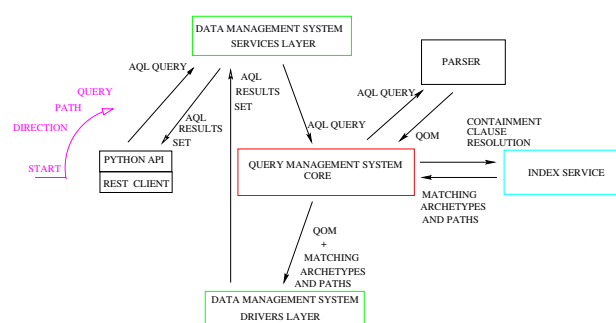 DATA MANAGEMENT SYSTEM
SERVICES LAYER
AQL QUERY
AQL
RESULTS
SET
AQL
RESULTS
SET
AQL QUERY
PARSER
AQL QUERY
QOM
QUERY
PATH
DIRECTION
START
PYTHON API
REST CLIENT
QUERY MANAGEMENT SYSTEM
CORE
CONTAINMENT
CLAUSE
RESOLUTION
INDEX SERVICE
MATCHING
ARCHETYPES
AND PATHS
QOM
+
MATCHING
ARCHETYPES
AND PATHS
DATA MANAGEMENT SYSTEM
DRIVERS LAYER